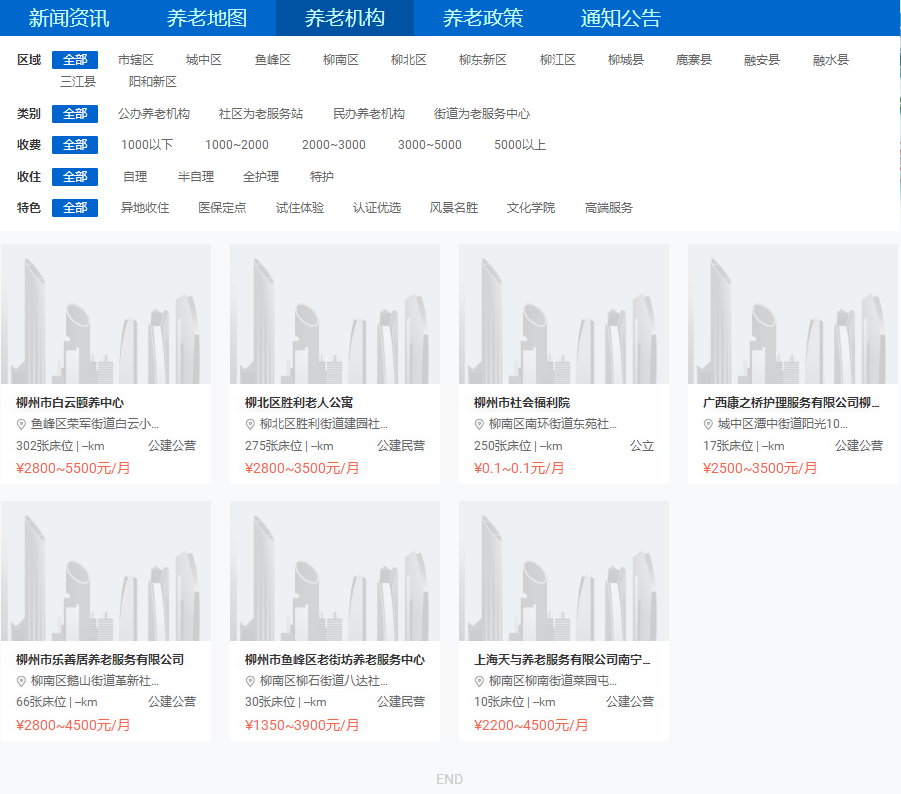 新闻资讯 养老地图 养老机构 养老政策 通知公告
区域 全部 市辖区 城中区 鱼峰区 柳南区 柳北区 柳东新区 柳江区 柳城县 鹿寨县 融安县 融水县
三江县 阳和新区
类别 全部 公办养老机构 社区为老服务站 民办养老机构 街道为老服务中心
收费 全部 1000以下 1000~2000 2000~3000 3000~5000 5000以上
收住 全部 自理 半自理 全护理 特护
特色 全部 异地收住 医保定点 试住体验 认证优选 风景名胜 文化学院 高端服务
柳州市白云颐养中心
鱼峰区荣军街道白云小...
302张床位 | --km 公建公营
¥2800~5500元/月
柳北区胜利老人公寓
柳北区胜利街道建园社...
275张床位 | --km 公建民营
¥2800~3500元/月
柳州市社会福利院
柳南区南环街道东苑社...
250张床位 | --km 公立
¥0.1~0.1元/月
广西康之桥护理服务有限公司柳...
城中区潭中街道阳光10...
17张床位 | --km 公建公营
¥2500~3500元/月
柳州市乐善居养老服务有限公司
柳南区鹅山街道革新社...
66张床位 | --km 公建公营
¥2800~4500元/月
柳州市鱼峰区老街坊养老服务中心
柳南区柳石街道八达社...
30张床位 | --km 公建民营
¥1350~3900元/月
上海天与养老服务有限公司南宁...
柳南区柳南街道菜园屯...
10张床位 | --km 公建公营
¥2200~4500元/月
END